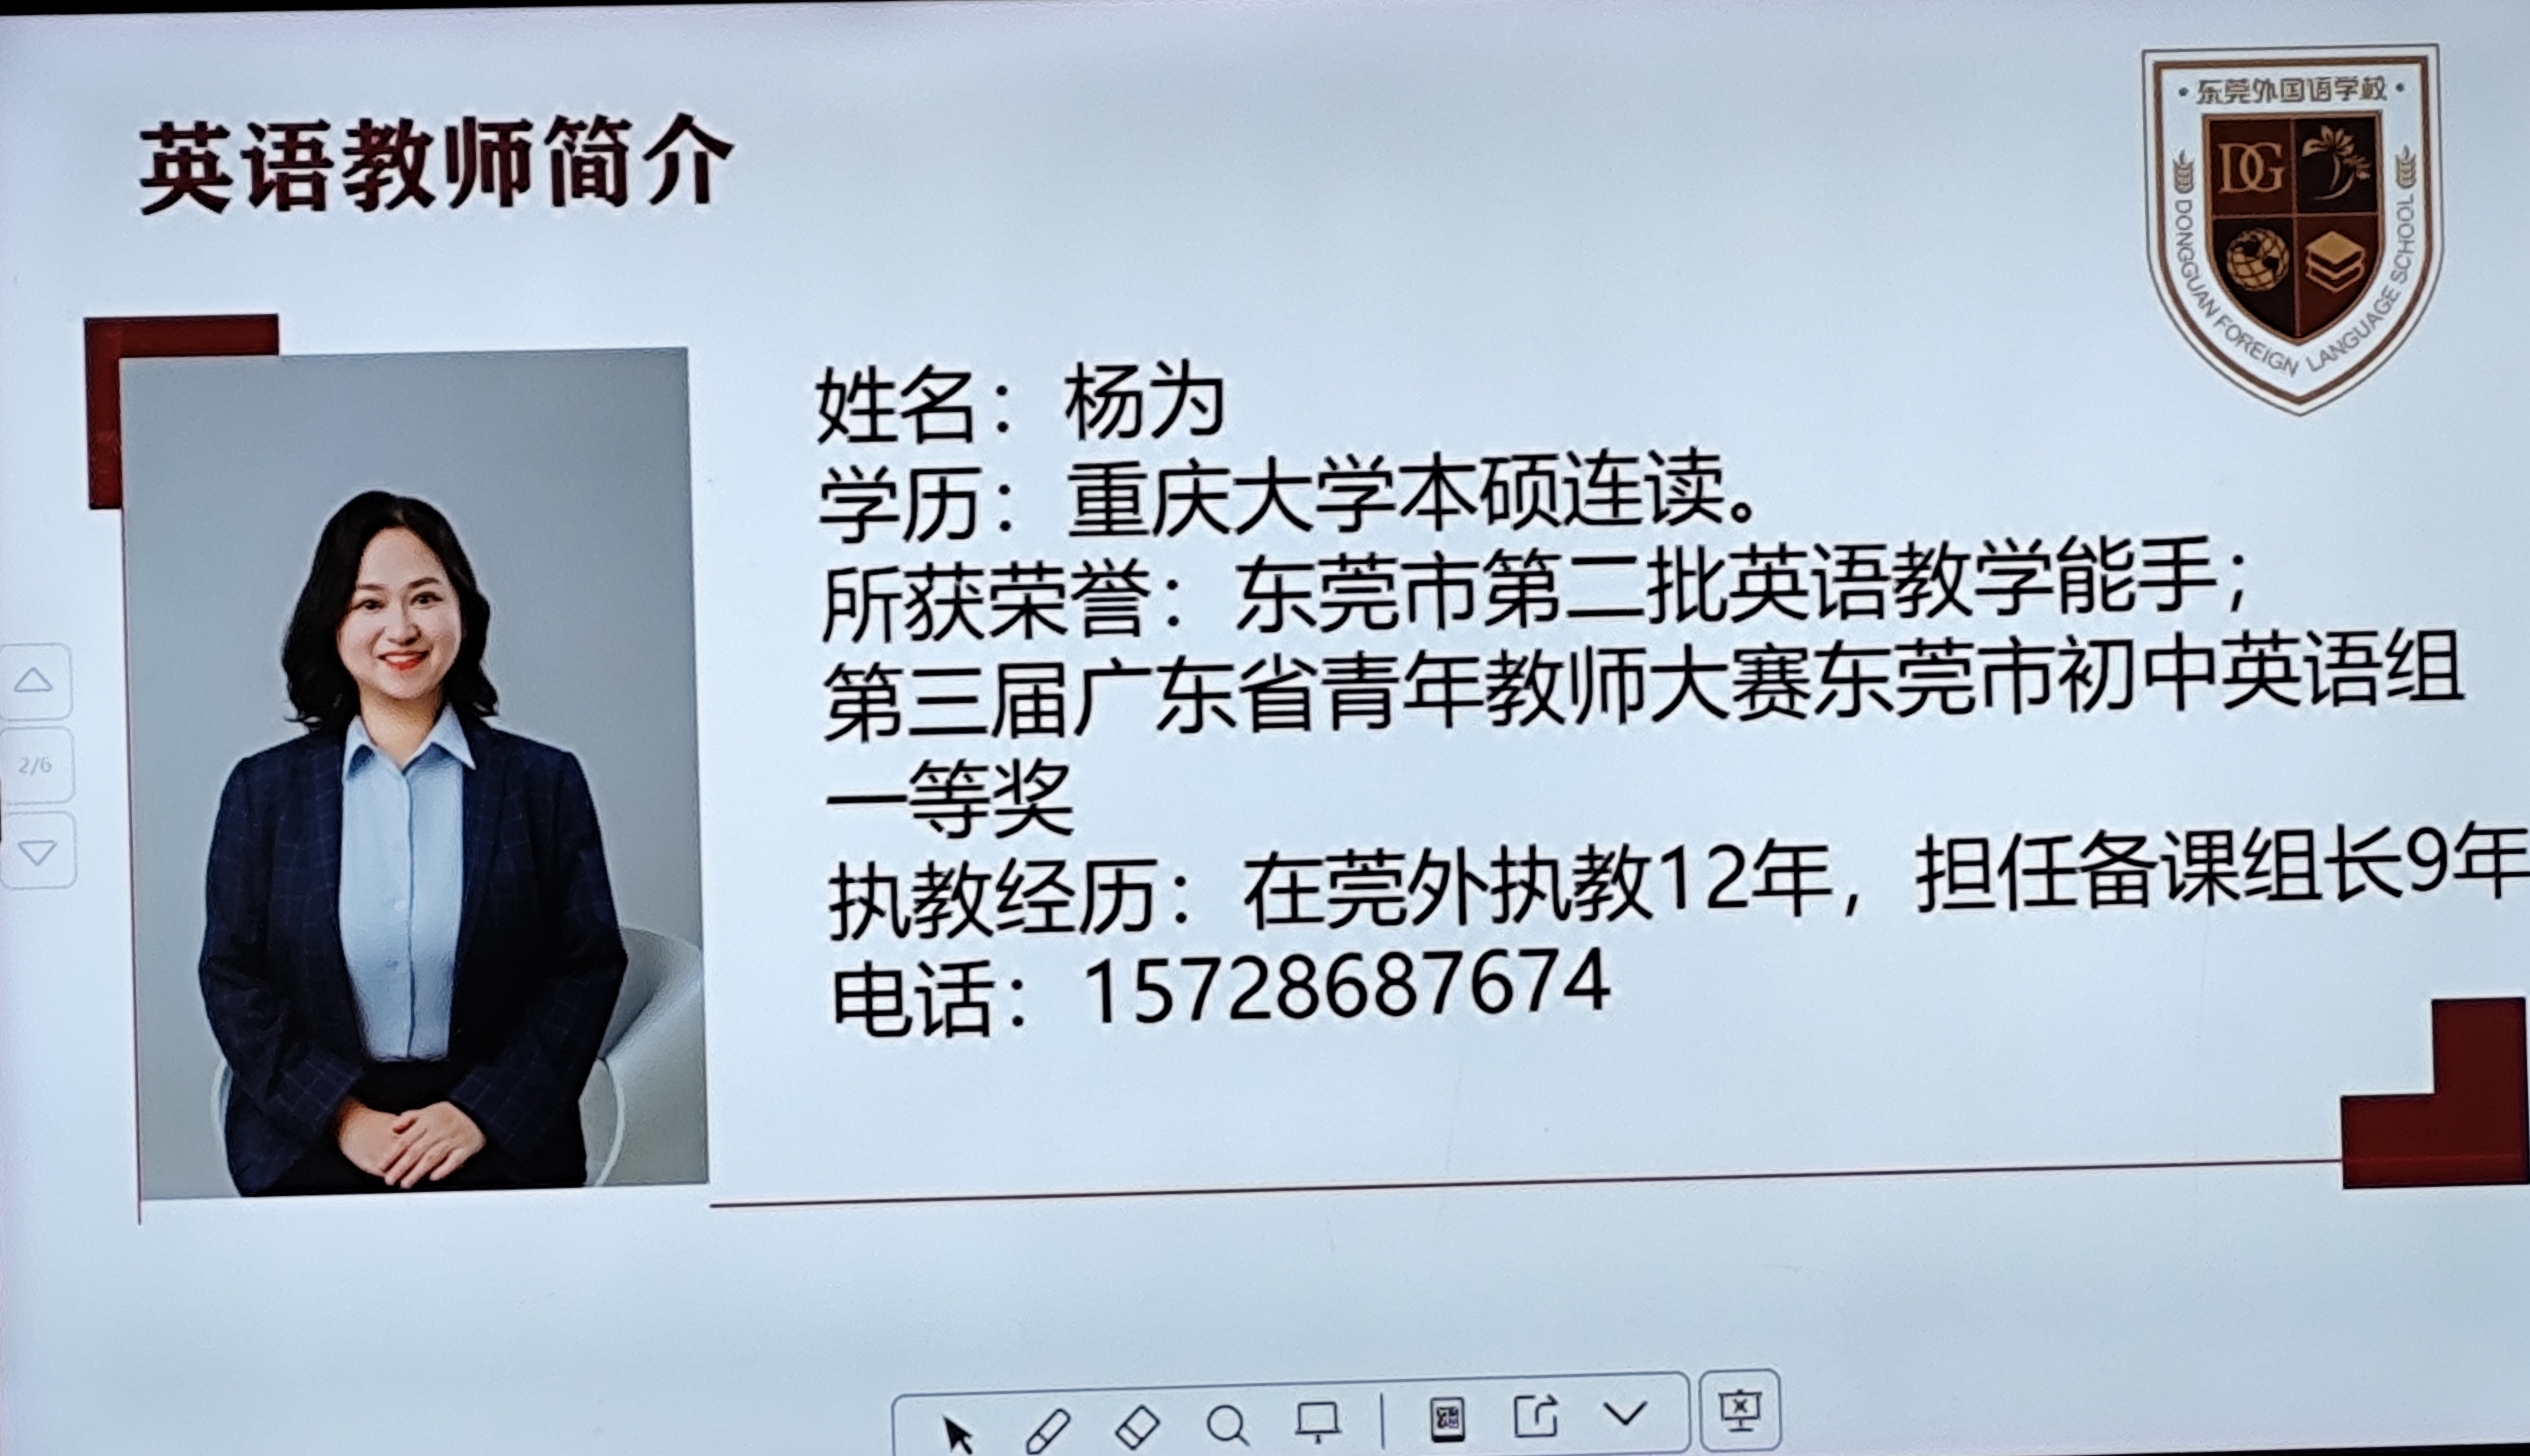 英语教师简介
·东莞外国语学校·
DG
DONGGUAN FOREIGN LANGUAGE SCHOOL
姓名：杨为
学历：重庆大学本硕连读。
所获荣誉：东莞市第二批英语教学能手；
第三届广东省青年教师大赛东莞市初中英语组
一等奖
执教经历：在莞外执教12年，担任备课组长9年
电话：15728687674
2/6